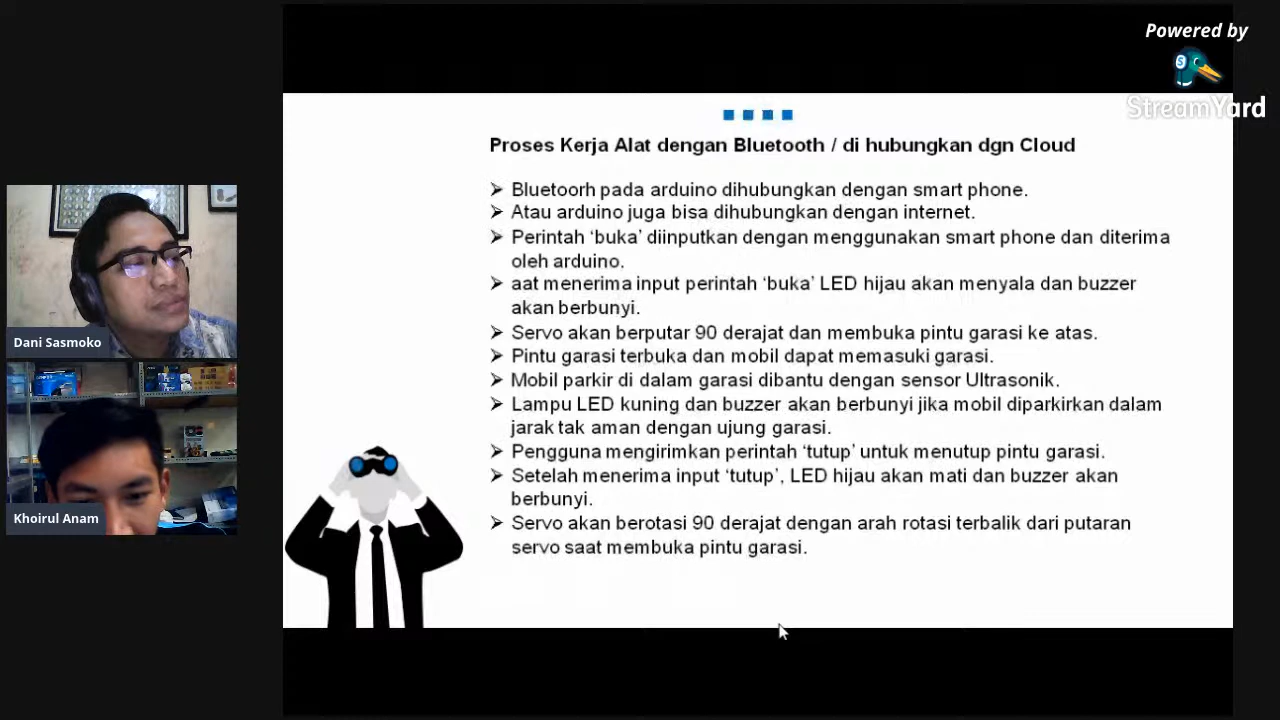 Powered by
StreamYard
Proses Kerja Alat dengan Bluetooth / di hubungkan dgn Cloud
➢ Bluetoorh pada arduino dihubungkan dengan smart phone.
➢ Atau arduino juga bisa dihubungkan dengan internet.
➢ Perintah ‘buka’ diinputkan dengan menggunakan smart phone dan diterima
oleh arduino.
➢ aat menerima input perintah ‘buka’ LED hijau akan menyala dan buzzer
akan berbunyi.
➢ Servo akan berputar 90 derajat dan membuka pintu garasi ke atas.
➢ Pintu garasi terbuka dan mobil dapat memasuki garasi.
➢ Mobil parkir di dalam garasi dibantu dengan sensor Ultrasonik.
➢ Lampu LED kuning dan buzzer akan berbunyi jika mobil diparkirkan dalam
jarak tak aman dengan ujung garasi.
➢ Pengguna mengirimkan perintah ‘tutup’ untuk menutup pintu garasi.
➢ Setelah menerima input ‘tutup’, LED hijau akan mati dan buzzer akan
berbunyi.
➢ Servo akan berotasi 90 derajat dengan arah rotasi terbalik dari putaran
servo saat membuka pintu garasi.
Dani Sasmoko
Khoirul Anam